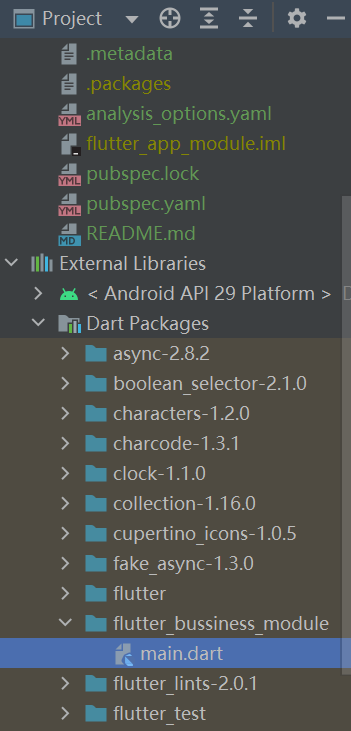 Project
.metadata
.packages
YML analysis_options.yaml
flutter_app_module.iml
YML pubspec.lock
YML pubspec.yaml
MD README.md
External Libraries
< Android API 29 Platform >
Dart Packages
async-2.8.2
boolean_selector-2.1.0
characters-1.2.0
charcode-1.3.1
clock-1.1.0
collection-1.16.0
cupertino_icons-1.0.5
fake_async-1.3.0
flutter
flutter_bussiness_module
main.dart
flutter_lints-2.0.1
flutter_test